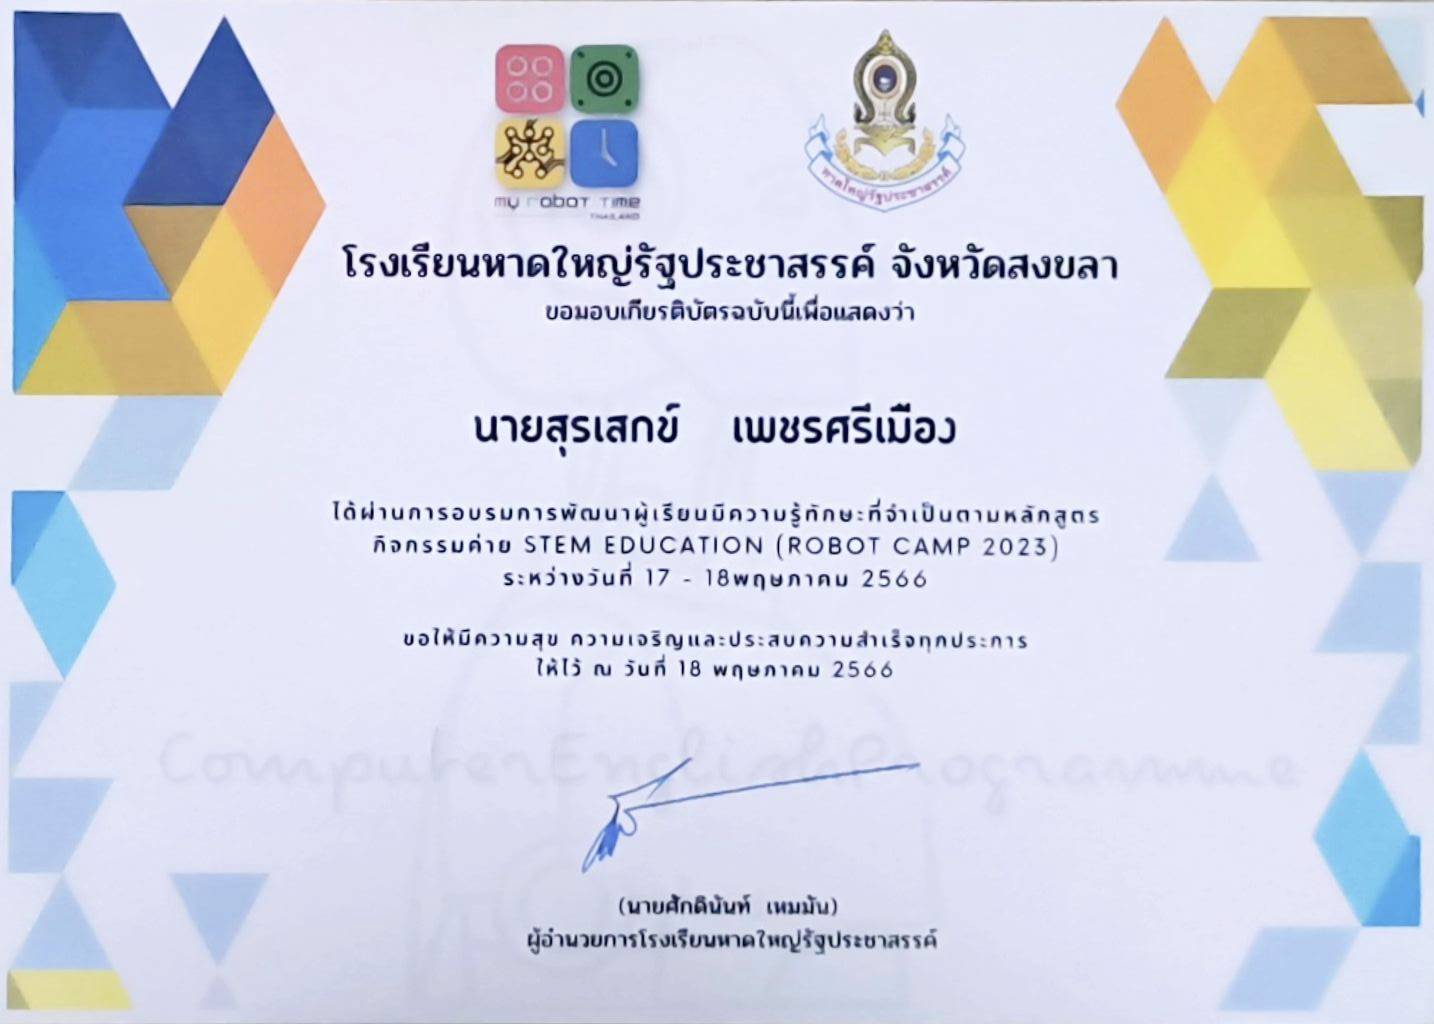 my robot time
THAILAND
หาดใหญ่รัฐประชาสรรค์
โรงเรียนหาดใหญ่รัฐประชาสรรค์ จังหวัดสงขลา
ขอมอบเกียรติบัตรฉบับนี้เพื่อแสดงว่า
นายสุรเสกข์ เพชรศรีเมือง
ได้ผ่านการอบรมการพัฒนาผู้เรียนมีความรู้ทักษะที่จำเป็นตามหลักสูตร
กิจกรรมค่าย STEM EDUCATION (ROBOT CAMP 2023)
ระหว่างวันที่ 17 - 18พฤษภาคม 2566
ขอให้มีความสุข ความเจริญและประสบความสำเร็จทุกประการ
ให้ไว้ ณ วันที่ 18 พฤษภาคม 2566
Computer English Programme
(นายศักดินันท์ เหมมัน)
ผู้อำนวยการโรงเรียนหาดใหญ่รัฐประชาสรรค์